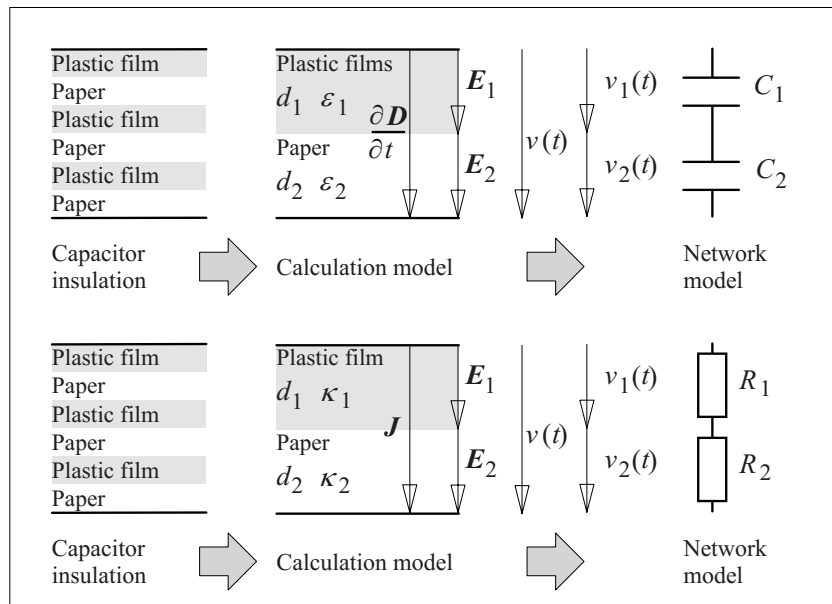 Plastic film
Paper
Plastic film
Paper
Plastic film
Paper
Capacitor
insulation
Plastic films
d1 ε1
Paper
d2 ε2
∂D
∂t
E1
E2
Calculation model
v(t)
v1(t)
v2(t)
C1
C2
Network
model
Plastic film
Paper
Plastic film
Paper
Plastic film
Paper
Capacitor
insulation
Plastic film
d1 κ1
Paper
d2 κ2
J
E1
E2
Calculation model
v(t)
v1(t)
v2(t)
R1
R2
Network
model